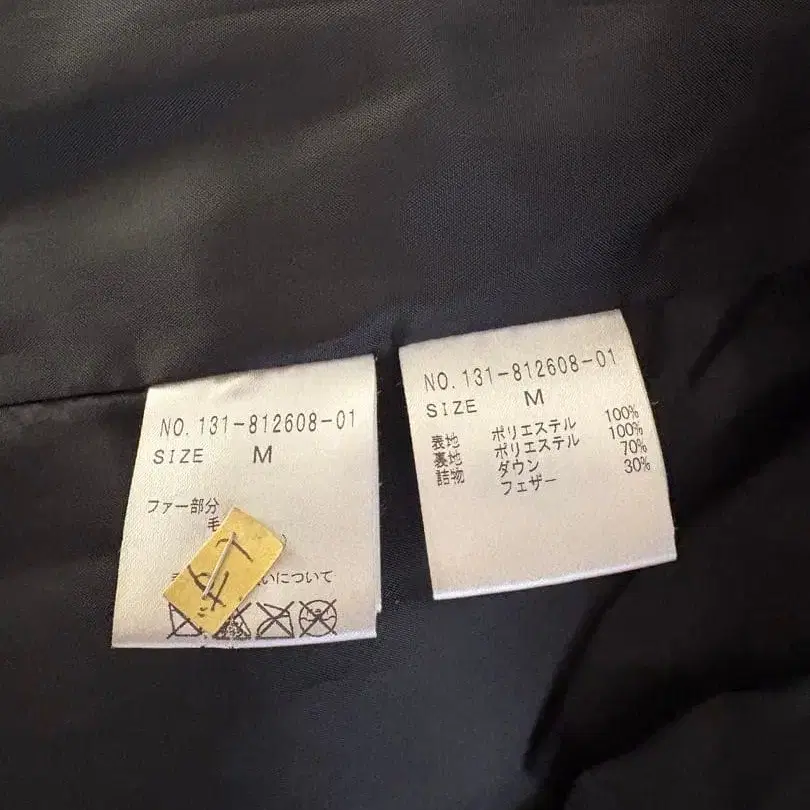 NO. 131-812608-01
SIZE M
ファー部分
毛
いについて
NO. 131-812608-01
SIZE M
表地 ポリエステル 100%
裏地 ポリエステル 100%
詰物 ダウン 70%
フェザー 30%